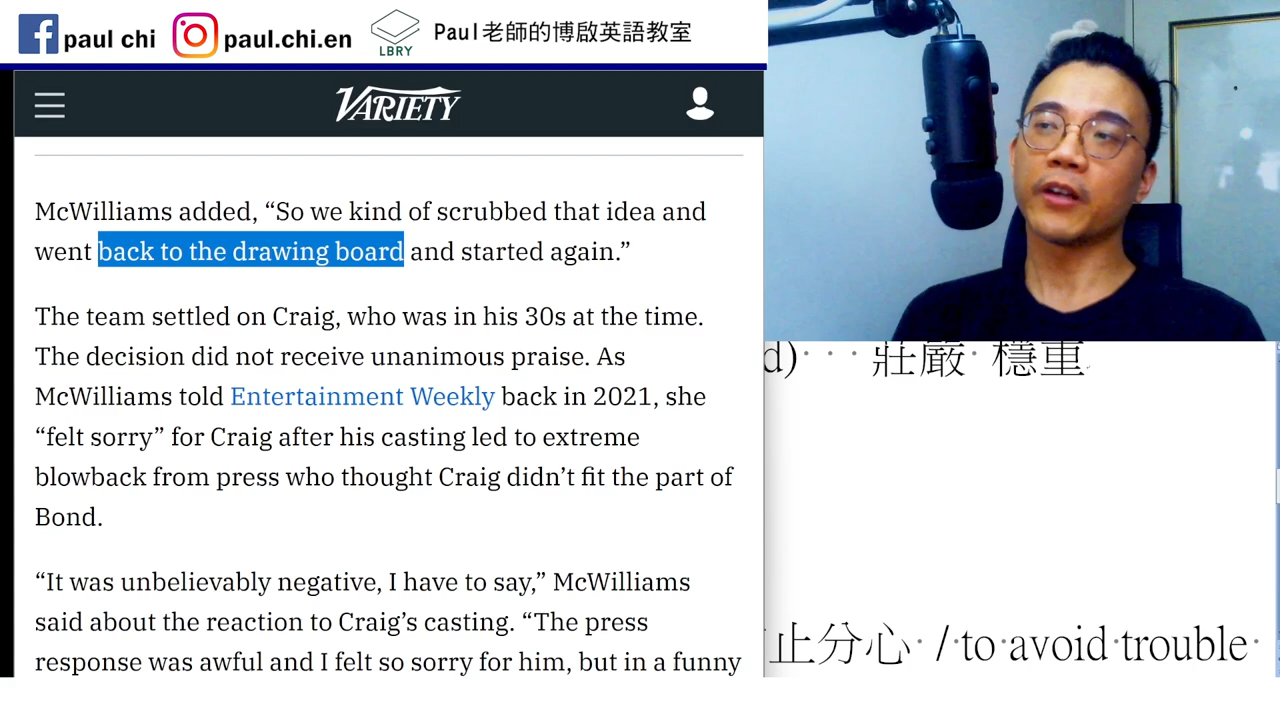 paul chi
paul.chi.en
LBRY
Paul老師的博啟英語教室
VARIETY
McWilliams added, “So we kind of scrubbed that idea and
went back to the drawing board and started again.”
The team settled on Craig, who was in his 30s at the time.
The decision did not receive unanimous praise. As
McWilliams told Entertainment Weekly back in 2021, she
“felt sorry” for Craig after his casting led to extreme
blowback from press who thought Craig didn’t fit the part of
Bond.
“It was unbelievably negative, I have to say,” McWilliams
said about the reaction to Craig’s casting. “The press
response was awful and I felt so sorry for him, but in a funny
d)··· 壯嚴· 穩重
止分心· /·to·avoid·trouble·